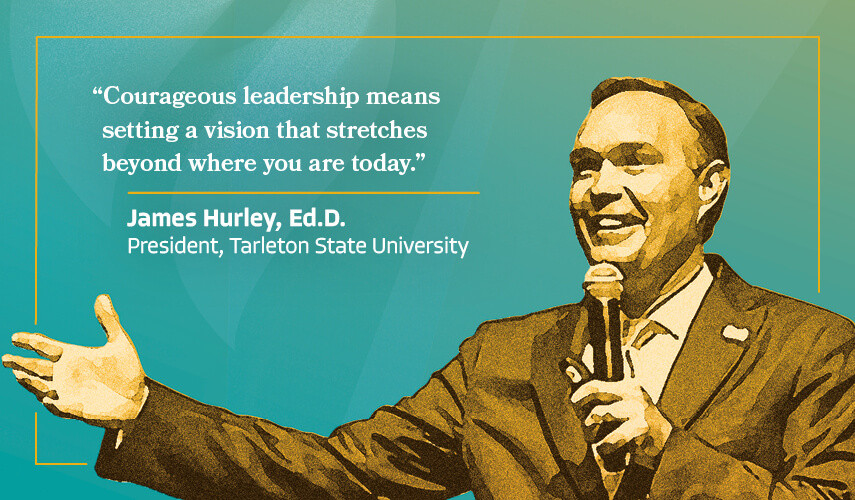 “Courageous leadership means
setting a vision that stretches
beyond where you are today.”
James Hurley, Ed.D.
President, Tarleton State University